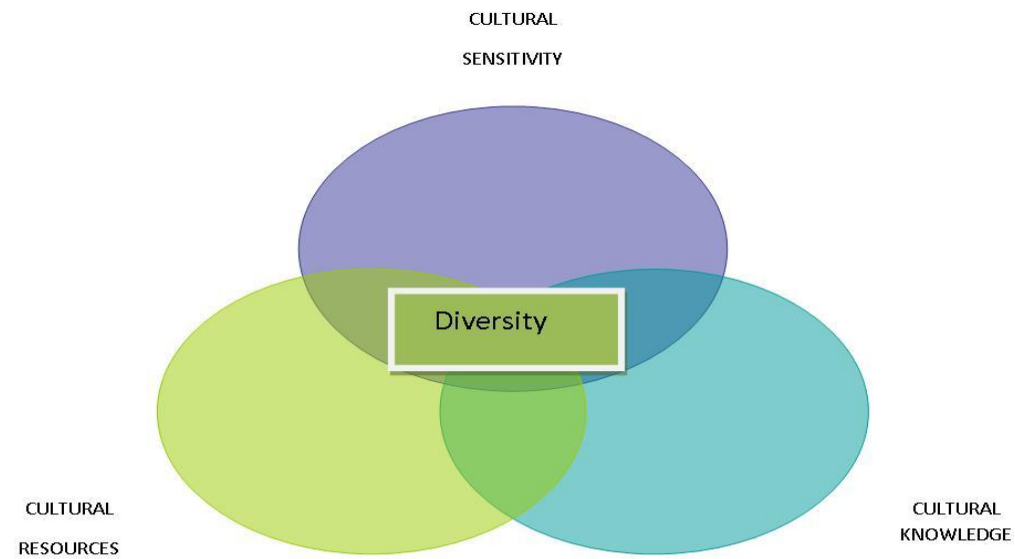 CULTURAL
SENSITIVITY
Diversity
CULTURAL
RESOURCES
CULTURAL
KNOWLEDGE